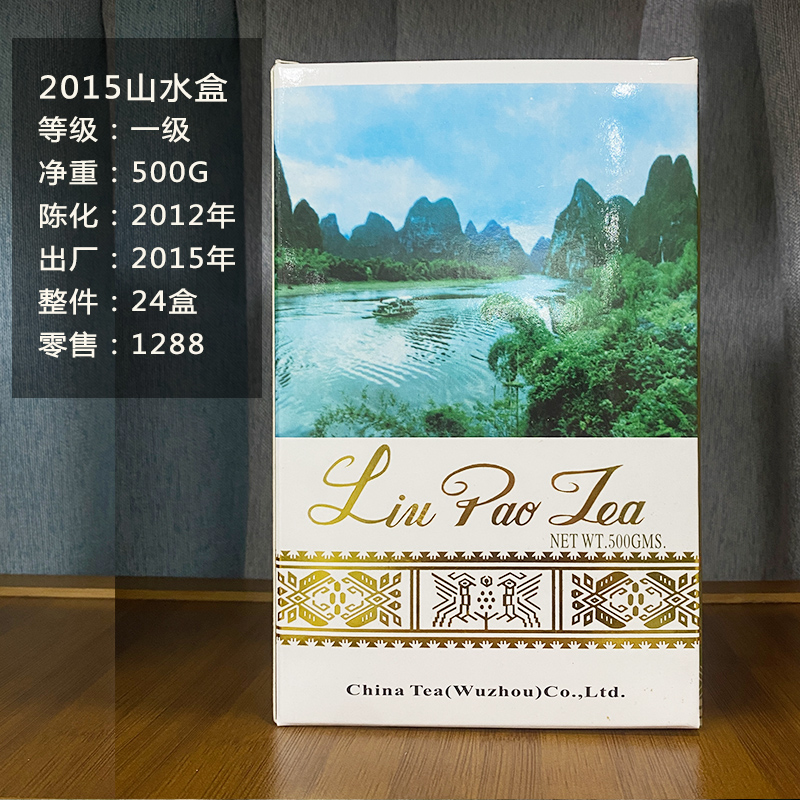 2015山水盒
等级：一级
净重：500G
陈化：2012年
出厂：2015年
整件：24盒
零售：1288
Liu Pao Tea
NET WT.500GMS.
China Tea(Wuzhou)Co.,Ltd.